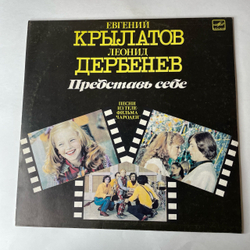 ЕВГЕНИЙ
КРЫЛАТОВ
ЛЕОНИД
ДЕРБЕНЕВ
Представь себе
ПЕСНИ
ИЗ ТЕЛЕ
ФИЛЬМА
"ЧАРОДЕИ"